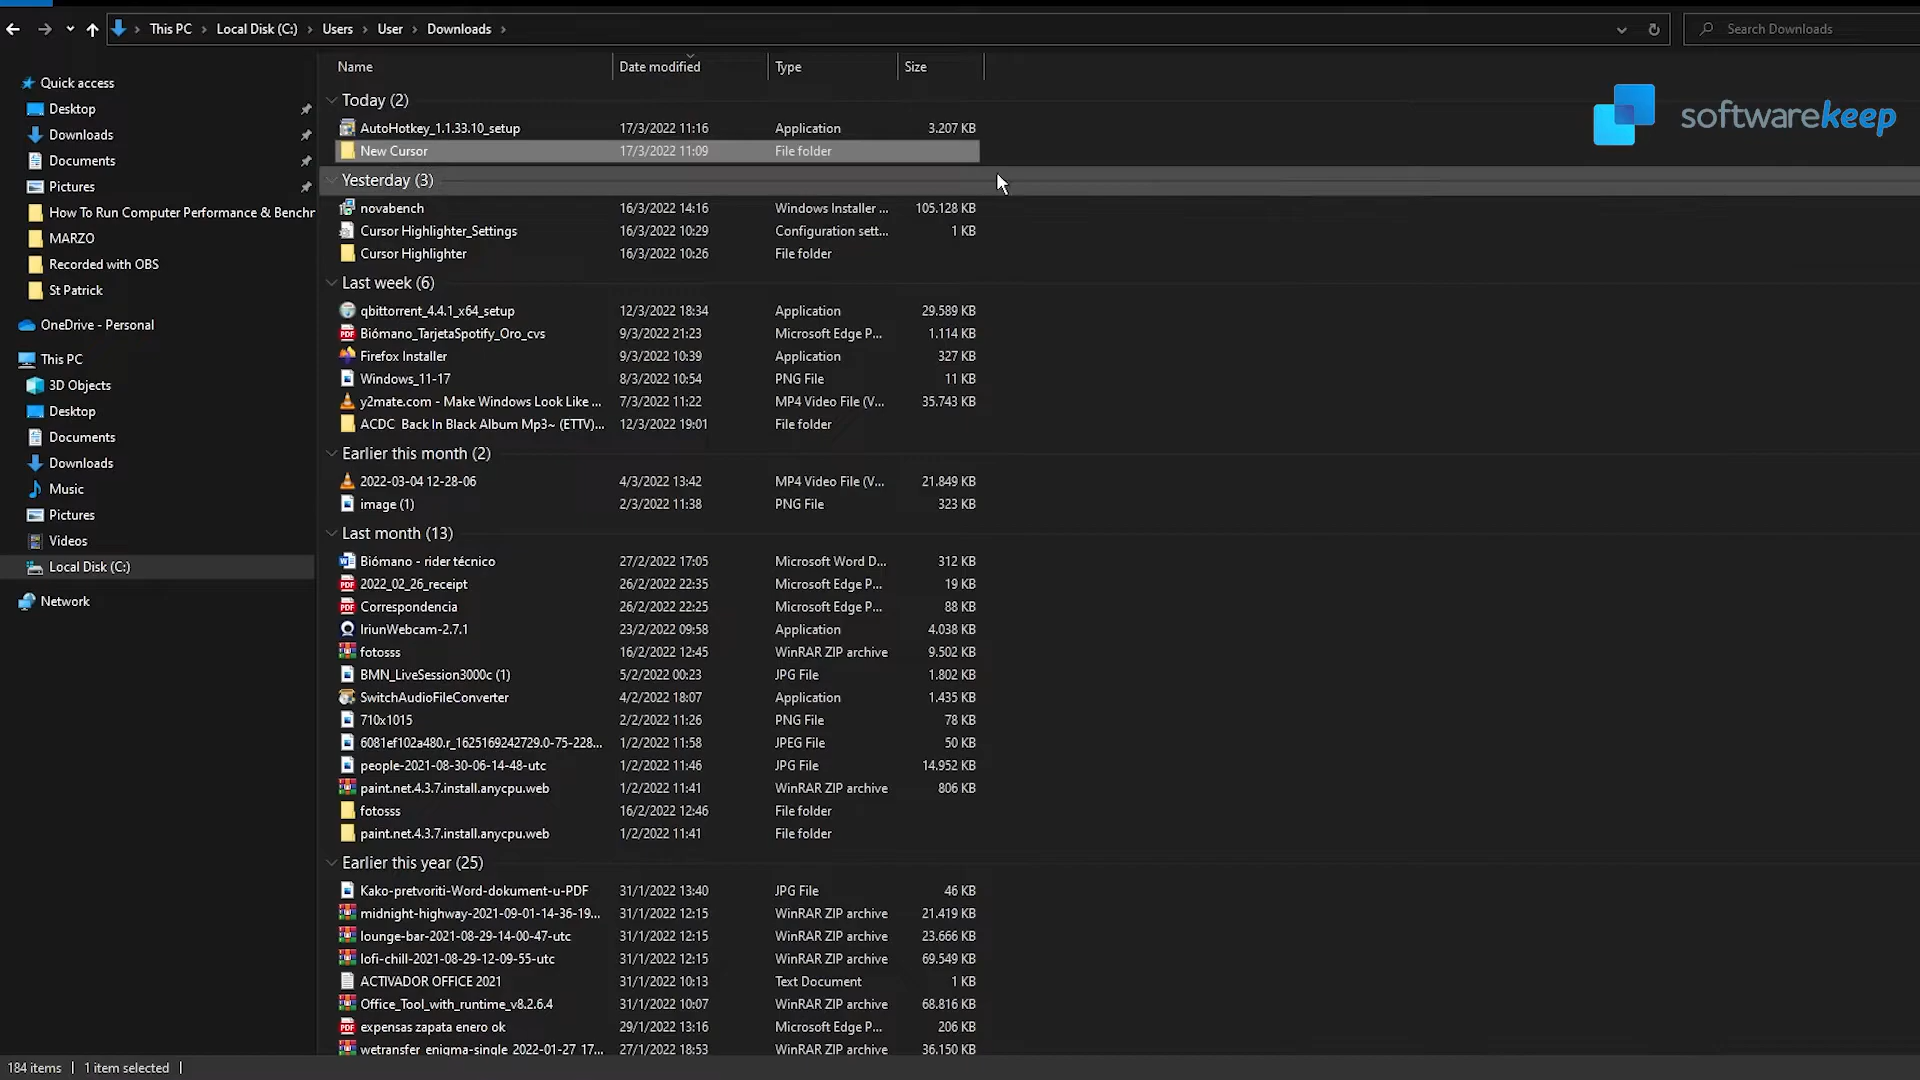 This PC > Local Disk (C:) > Users > User > Downloads >
Search Downloads
softwarekeep
Quick access
Desktop
Downloads
Documents
Pictures
How To Run Computer Performance & Benchr
MARZO
Recorded with OBS
St Patrick
OneDrive - Personal
This PC
3D Objects
Desktop
Documents
Downloads
Music
Pictures
Videos
Local Disk (C:)
Network
Name Date modified Type Size
Today (2)
AutoHotkey_1.1.33.10_setup 17/3/2022 11:16 Application 3.207 KB
New Cursor 17/3/2022 11:09 File folder
Yesterday (3)
novabench 16/3/2022 14:16 Windows Installer ... 105.128 KB
Cursor Highlighter_Settings 16/3/2022 10:29 Configuration sett... 1 KB
Cursor Highlighter 16/3/2022 10:26 File folder
Last week (6)
qbittorrent_4.4.1_x64_setup 12/3/2022 18:34 Application 29.589 KB
Biómano_TarjetaSpotify_Oro_cvs 9/3/2022 21:23 Microsoft Edge P... 1.114 KB
Firefox Installer 9/3/2022 10:39 Application 327 KB
Windows_11-17 8/3/2022 10:54 PNG File 11 KB
y2mate.com - Make Windows Look Like ... 7/3/2022 11:22 MP4 Video File (V... 35.743 KB
ACDC Back In Black Album Mp3~ (ETTV)... 12/3/2022 19:01 File folder
Earlier this month (2)
2022-03-04 12-28-06 4/3/2022 13:42 MP4 Video File (V... 21.849 KB
image (1) 2/3/2022 11:38 PNG File 323 KB
Last month (13)
Biómano - rider técnico 27/2/2022 17:05 Microsoft Word D... 312 KB
2022_02_26_receipt 26/2/2022 22:35 Microsoft Edge P... 19 KB
Correspondencia 26/2/2022 22:25 Microsoft Edge P... 88 KB
IriunWebcam-2.7.1 23/2/2022 09:58 Application 4.038 KB
fotosss 16/2/2022 12:45 WinRAR ZIP archive 9.502 KB
BMN_LiveSession3000c (1) 5/2/2022 00:23 JPG File 1.802 KB
SwitchAudioFileConverter 4/2/2022 18:07 Application 1.435 KB
710x1015 2/2/2022 11:26 PNG File 78 KB
6081ef102a480.r_1625169242729.0-75-228... 1/2/2022 11:58 JPEG File 50 KB
people-2021-08-30-06-14-48-utc 1/2/2022 11:46 JPG File 14.952 KB
paint.net.4.3.7.install.anycpu.web 1/2/2022 11:41 WinRAR ZIP archive 806 KB
fotosss 16/2/2022 12:46 File folder
paint.net.4.3.7.install.anycpu.web 1/2/2022 11:41 File folder
Earlier this year (25)
Kako-pretvoriti-Word-dokument-u-PDF 31/1/2022 13:40 JPG File 46 KB
midnight-highway-2021-09-01-14-36-19... 31/1/2022 12:15 WinRAR ZIP archive 21.419 KB
lounge-bar-2021-08-29-14-00-47-utc 31/1/2022 12:15 WinRAR ZIP archive 23.666 KB
lofi-chill-2021-08-29-12-09-55-utc 31/1/2022 12:15 WinRAR ZIP archive 69.549 KB
ACTIVADOR OFFICE 2021 31/1/2022 10:13 Text Document 1 KB
Office_Tool_with_runtime_v8.2.6.4 31/1/2022 10:07 WinRAR ZIP archive 68.816 KB
expensas zapata enero ok 29/1/2022 13:16 Microsoft Edge P... 206 KB
wetransfer_enigma-single_2022-01-27_17... 27/1/2022 18:53 WinRAR ZIP archive 36.150 KB
184 items | 1 item selected |